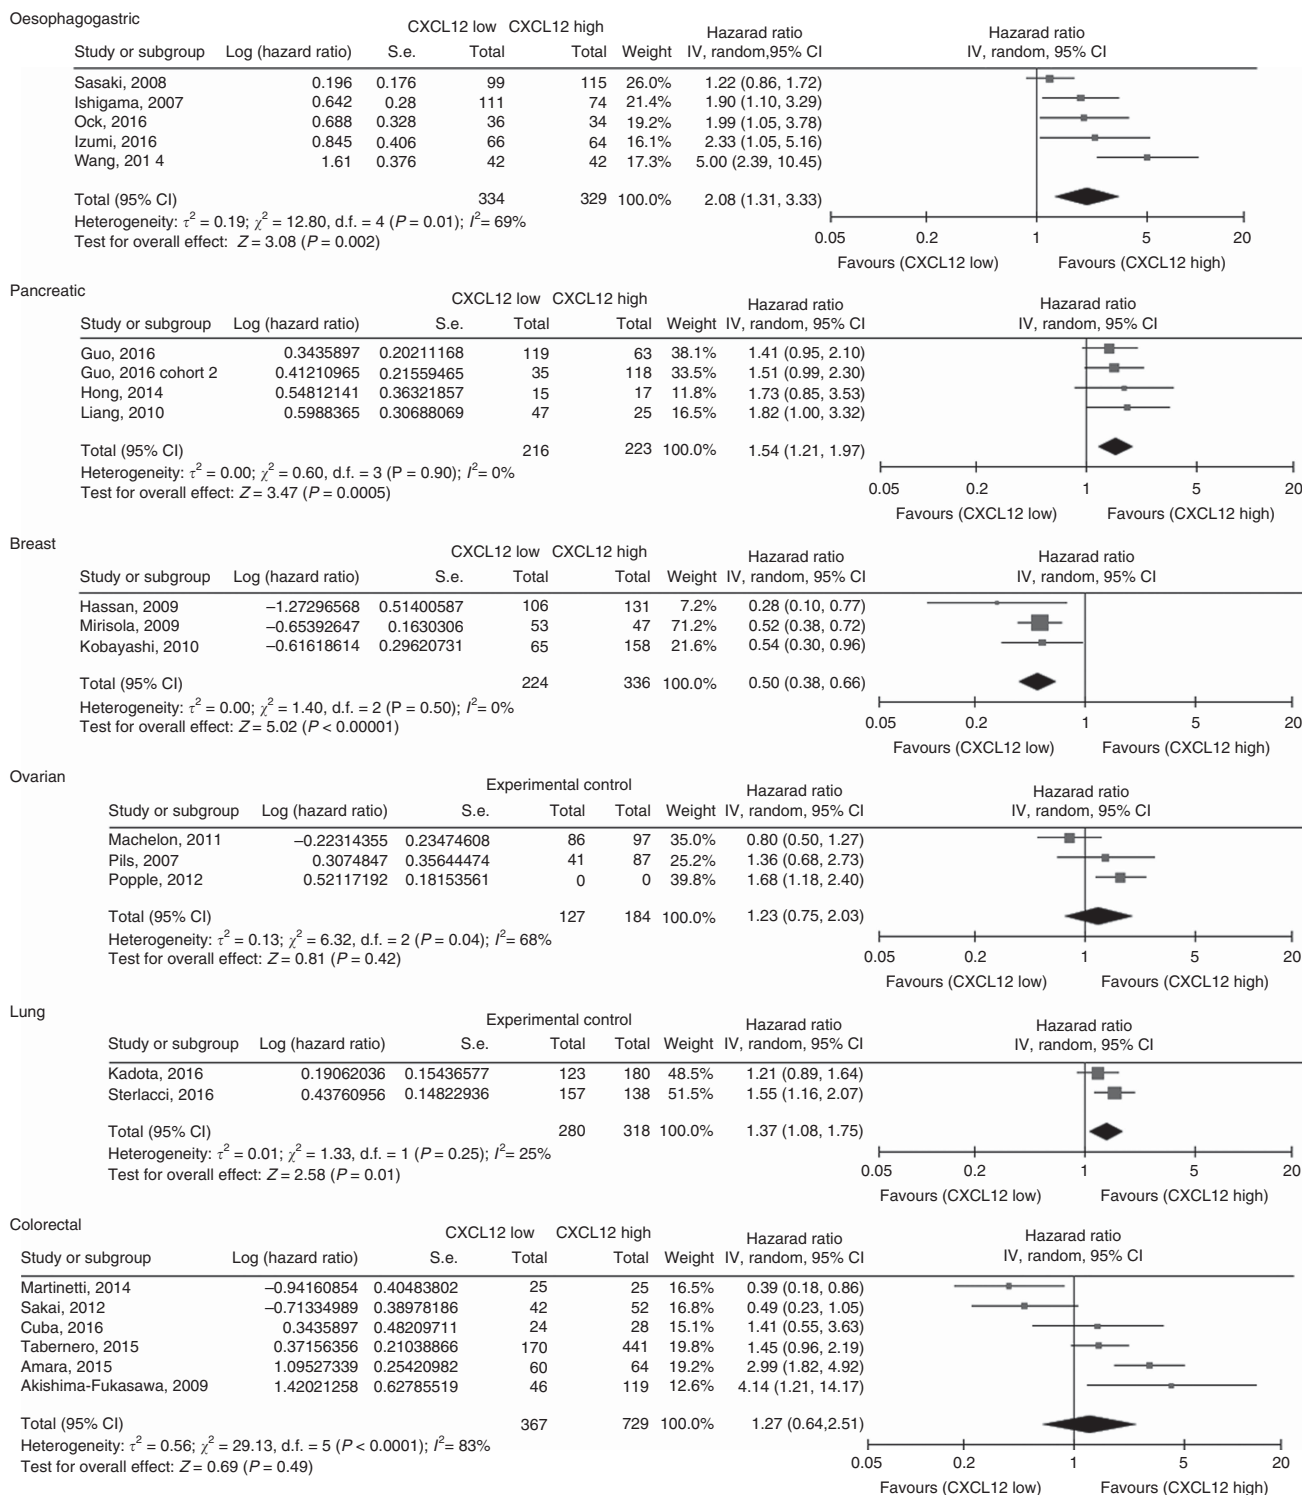 Oesophagogastric
CXCL12 low CXCL12 high Hazarad ratio Hazarad ratio
Study or subgroup Log (hazard ratio) S.e. Total Total Weight IV, random,95% CI IV, random, 95% CI
Sasaki, 2008 0.196 0.176 99 115 26.0% 1.22 (0.86, 1.72)
Ishigama, 2007 0.642 0.28 111 74 21.4% 1.90 (1.10, 3.29)
Ock, 2016 0.688 0.328 36 34 19.2% 1.99 (1.05, 3.78)
Izumi, 2016 0.845 0.406 66 64 16.1% 2.33 (1.05, 5.16)
Wang, 201 4 1.61 0.376 42 42 17.3% 5.00 (2.39, 10.45)
Total (95% CI) 334 329 100.0% 2.08 (1.31, 3.33)
Heterogeneity: τ2 = 0.19; χ2 = 12.80, d.f. = 4 (P = 0.01); I2= 69%
Test for overall effect: Z = 3.08 (P = 0.002)
0.05 0.2 1 5 20
Favours (CXCL12 low) Favours (CXCL12 high)
Pancreatic
CXCL12 low CXCL12 high Hazarad ratio Hazarad ratio
Study or subgroup Log (hazard ratio) S.e. Total Total Weight IV, random, 95% CI IV, random, 95% CI
Guo, 2016 0.3435897 0.20211168 119 63 38.1% 1.41 (0.95, 2.10)
Guo, 2016 cohort 2 0.41210965 0.21559465 35 118 33.5% 1.51 (0.99, 2.30)
Hong, 2014 0.54812141 0.36321857 15 17 11.8% 1.73 (0.85, 3.53)
Liang, 2010 0.5988365 0.30688069 47 25 16.5% 1.82 (1.00, 3.32)
Total (95% CI) 216 223 100.0% 1.54 (1.21, 1.97)
Heterogeneity: τ2 = 0.00; χ2 = 0.60, d.f. = 3 (P = 0.90); I2= 0%
Test for overall effect: Z = 3.47 (P = 0.0005)
0.05 0.2 1 5 20
Favours (CXCL12 low) Favours (CXCL12 high)
Breast
CXCL12 low CXCL12 high Hazarad ratio Hazarad ratio
Study or subgroup Log (hazard ratio) S.e. Total Total Weight IV, random, 95% CI IV, random, 95% CI
Hassan, 2009 −1.27296568 0.51400587 106 131 7.2% 0.28 (0.10, 0.77)
Mirisola, 2009 −0.65392647 0.1630306 53 47 71.2% 0.52 (0.38, 0.72)
Kobayashi, 2010 −0.61618614 0.29620731 65 158 21.6% 0.54 (0.30, 0.96)
Total (95% CI) 224 336 100.0% 0.50 (0.38, 0.66)
Heterogeneity: τ2 = 0.00; χ2 = 1.40, d.f. = 2 (P = 0.50); I2= 0%
Test for overall effect: Z = 5.02 (P < 0.00001)
0.05 0.2 1 5 20
Favours (CXCL12 low) Favours (CXCL12 high)
Ovarian
Experimental control Hazarad ratio Hazarad ratio
Study or subgroup Log (hazard ratio) S.e. Total Total Weight IV, random, 95% CI IV, random, 95% CI
Machelon, 2011 −0.22314355 0.23474608 86 97 35.0% 0.80 (0.50, 1.27)
Pils, 2007 0.3074847 0.35644474 41 87 25.2% 1.36 (0.68, 2.73)
Popple, 2012 0.52117192 0.18153561 0 0 39.8% 1.68 (1.18, 2.40)
Total (95% CI) 127 184 100.0% 1.23 (0.75, 2.03)
Heterogeneity: τ2 = 0.13; χ2 = 6.32, d.f. = 2 (P = 0.04); I2= 68%
Test for overall effect: Z = 0.81 (P = 0.42)
0.05 0.2 1 5 20
Favours (CXCL12 low) Favours (CXCL12 high)
Lung
Experimental control Hazarad ratio Hazarad ratio
Study or subgroup Log (hazard ratio) S.e. Total Total Weight IV, random, 95% CI IV, random, 95% CI
Kadota, 2016 0.19062036 0.15436577 123 180 48.5% 1.21 (0.89, 1.64)
Sterlacci, 2016 0.43760956 0.14822936 157 138 51.5% 1.55 (1.16, 2.07)
Total (95% CI) 280 318 100.0% 1.37 (1.08, 1.75)
Heterogeneity: τ2 = 0.01; χ2 = 1.33, d.f. = 1 (P = 0.25); I2= 25%
Test for overall effect: Z = 2.58 (P = 0.01)
0.05 0.2 1 5 20
Favours (CXCL12 low) Favours (CXCL12 high)
Colorectal
CXCL12 low CXCL12 high Hazarad ratio Hazarad ratio
Study or subgroup Log (hazard ratio) S.e. Total Total Weight IV, random, 95% CI IV, random, 95% CI
Martinetti, 2014 −0.94160854 0.40483802 25 25 16.5% 0.39 (0.18, 0.86)
Sakai, 2012 −0.71334989 0.38978186 42 52 16.8% 0.49 (0.23, 1.05)
Cuba, 2016 0.3435897 0.48209711 24 28 15.1% 1.41 (0.55, 3.63)
Tabernero, 2015 0.37156356 0.21038866 170 441 19.8% 1.45 (0.96, 2.19)
Amara, 2015 1.09527339 0.25420982 60 64 19.2% 2.99 (1.82, 4.92)
Akishima-Fukasawa, 2009 1.42021258 0.62785519 46 119 12.6% 4.14 (1.21, 14.17)
Total (95% CI) 367 729 100.0% 1.27 (0.64,2.51)
Heterogeneity: τ2 = 0.56; χ2 = 29.13, d.f. = 5 (P < 0.0001); I2= 83%
Test for overall effect: Z = 0.69 (P = 0.49)
0.05 0.2 1 5 20
Favours (CXCL12 low) Favours (CXCL12 high)